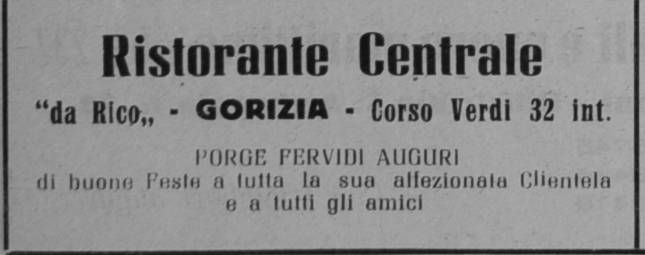 Ristorante Centrale
“da Rico„ - GORIZIA - Corso Verdi 32 int.
PORGE FERVIDI AUGURI
di buone Feste a tutta la sua affezionata Clientela
e a tutti gli amici